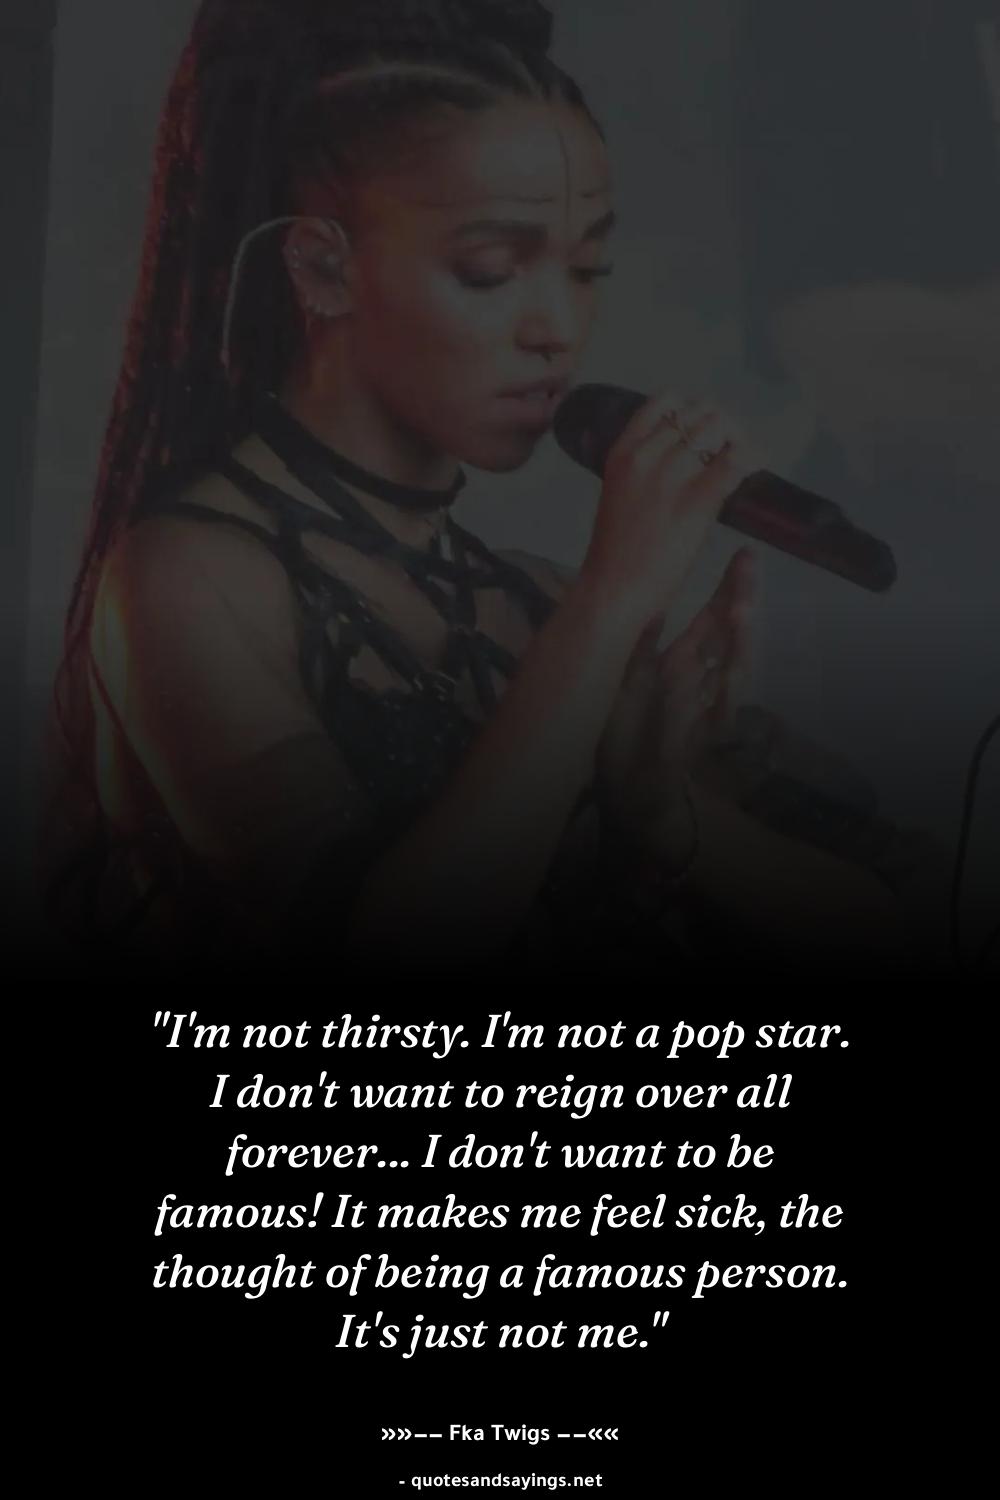 "I'm not thirsty. I'm not a pop star.
I don't want to reign over all
forever... I don't want to be
famous! It makes me feel sick, the
thought of being a famous person.
It's just not me."
»»−− Fka Twigs −−««
- quotesandsayings.net